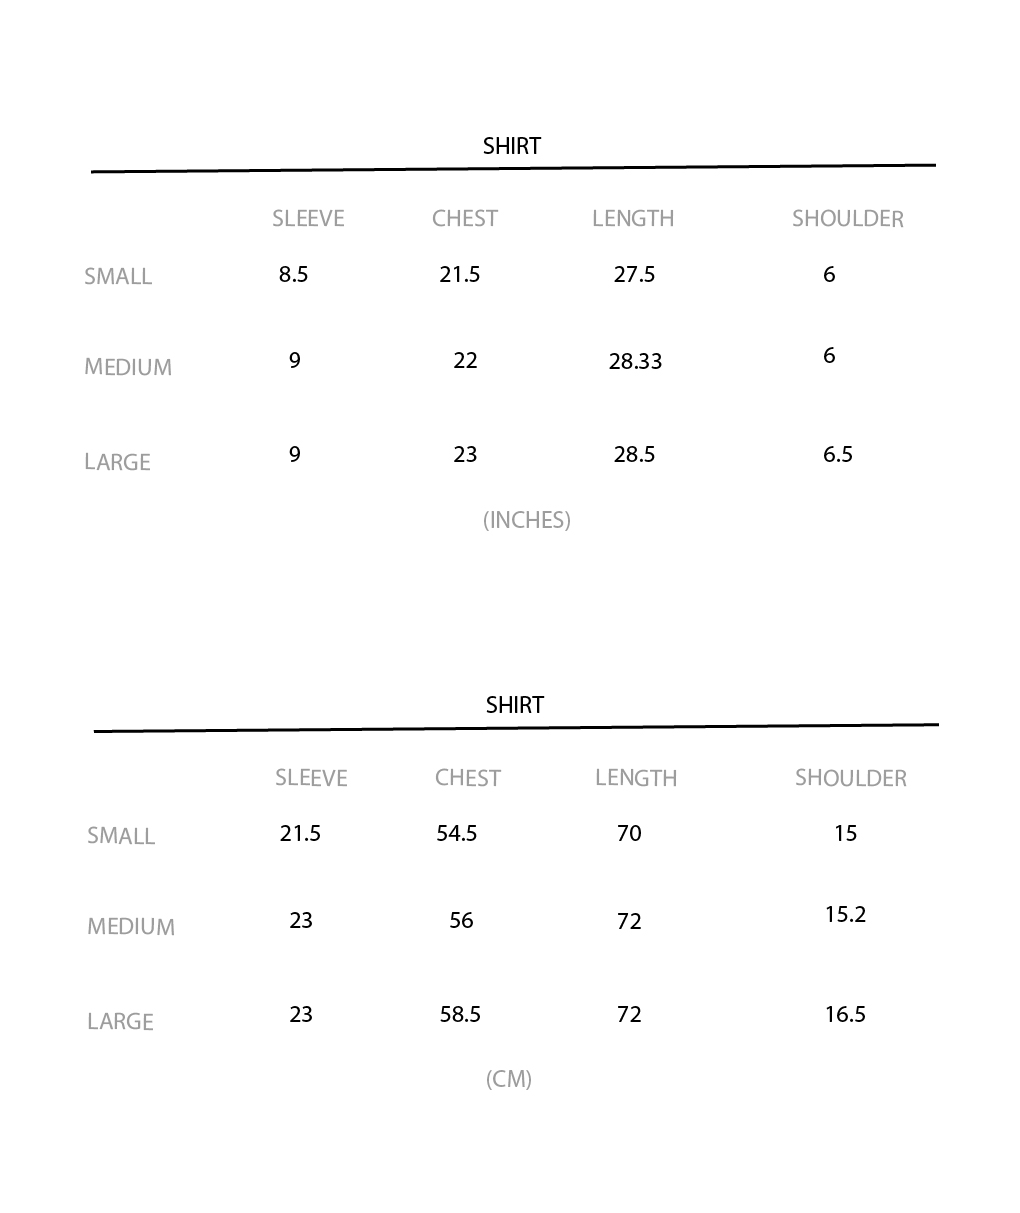 SHIRT
SLEEVE CHEST LENGTH SHOULDER
SMALL 8.5 21.5 27.5 6
MEDIUM 9 22 28.33 6
LARGE 9 23 28.5 6.5
(INCHES)
SHIRT
SLEEVE CHEST LENGTH SHOULDER
SMALL 21.5 54.5 70 15
MEDIUM 23 56 72 15.2
LARGE 23 58.5 72 16.5
(CM)